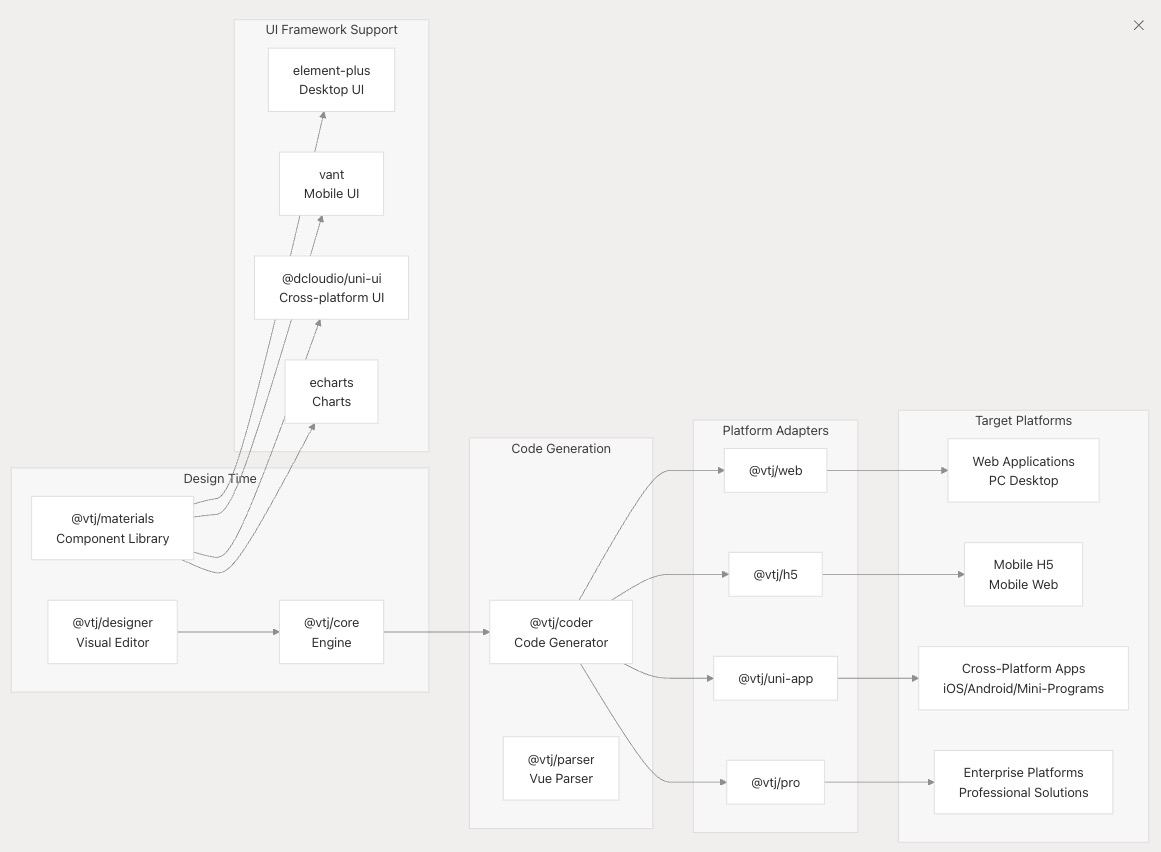 UI Framework Support
element-plus
Desktop UI
vant
Mobile UI
@dcloudio/uni-ui
Cross-platform UI
echarts
Charts
Design Time
@vtj/materials
Component Library
@vtj/designer
Visual Editor
@vtj/core
Engine
Code Generation
@vtj/coder
Code Generator
@vtj/parser
Vue Parser
Platform Adapters
@vtj/web
@vtj/h5
@vtj/uni-app
@vtj/pro
Target Platforms
Web Applications
PC Desktop
Mobile H5
Mobile Web
Cross-Platform Apps
iOS/Android/Mini-Programs
Enterprise Platforms
Professional Solutions